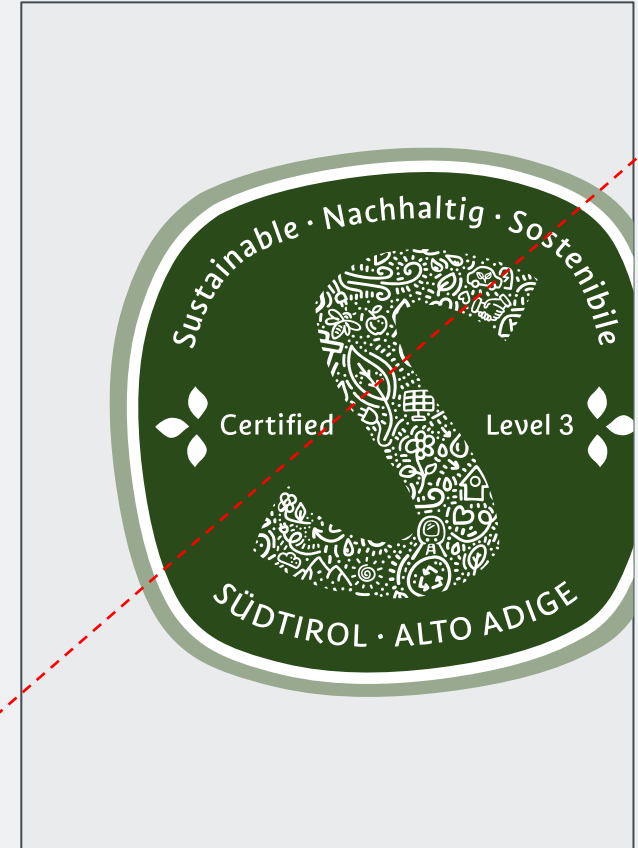 Sustainable · Nachhaltig · Sostenibile
Certified
Level 3
SÜDTIROL · ALTO ADIGE